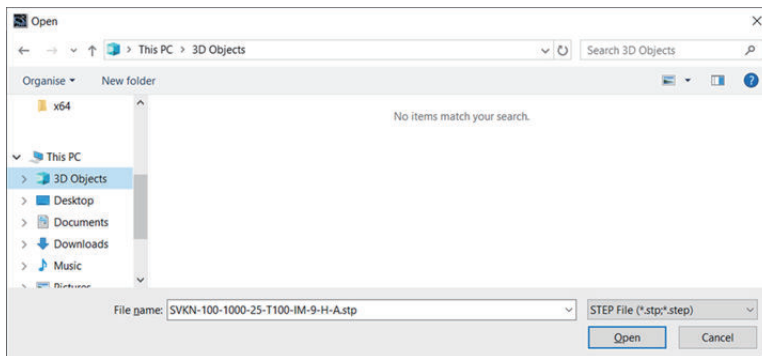 Open
This PC > 3D Objects
Search 3D Objects
Organise
New folder
x64
No items match your search.
This PC
3D Objects
Desktop
Documents
Downloads
Music
Pictures
File name: SVKN-100-1000-25-T100-IM-9-H-A.stp
STEP File (*.stp;*.step)
Open
Cancel